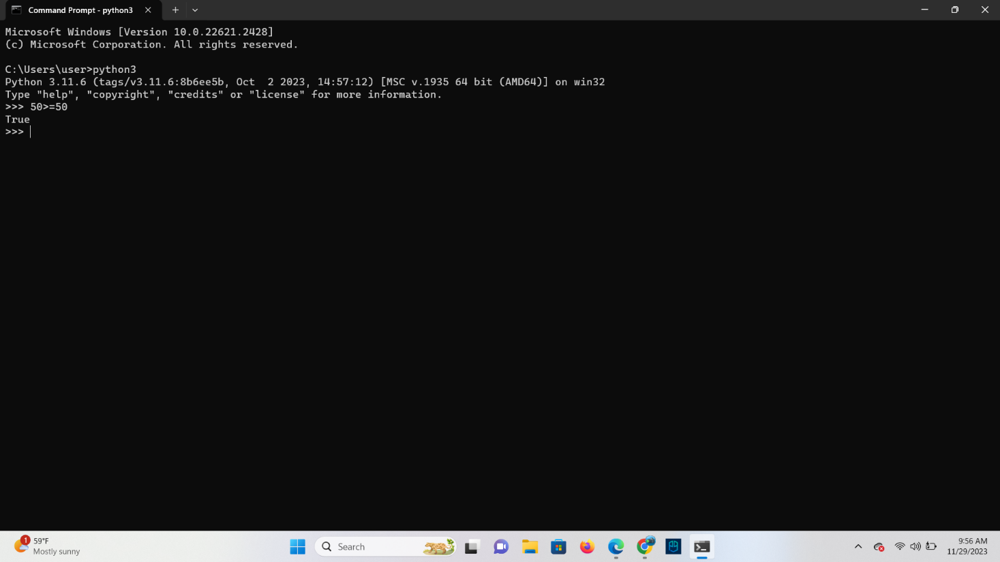 Command Prompt - python3
Microsoft Windows [Version 10.0.22621.2428]
(c) Microsoft Corporation. All rights reserved.
C:\Users\user>python3
Python 3.11.6 (tags/v3.11.6:8b6ee5b, Oct  2 2023, 14:57:12) [MSC v.1935 64 bit (AMD64)] on win32
Type "help", "copyright", "credits" or "license" for more information.
>>> 50>=50
True
>>>
1
59°F
Mostly sunny
Search
9:56 AM
11/29/2023